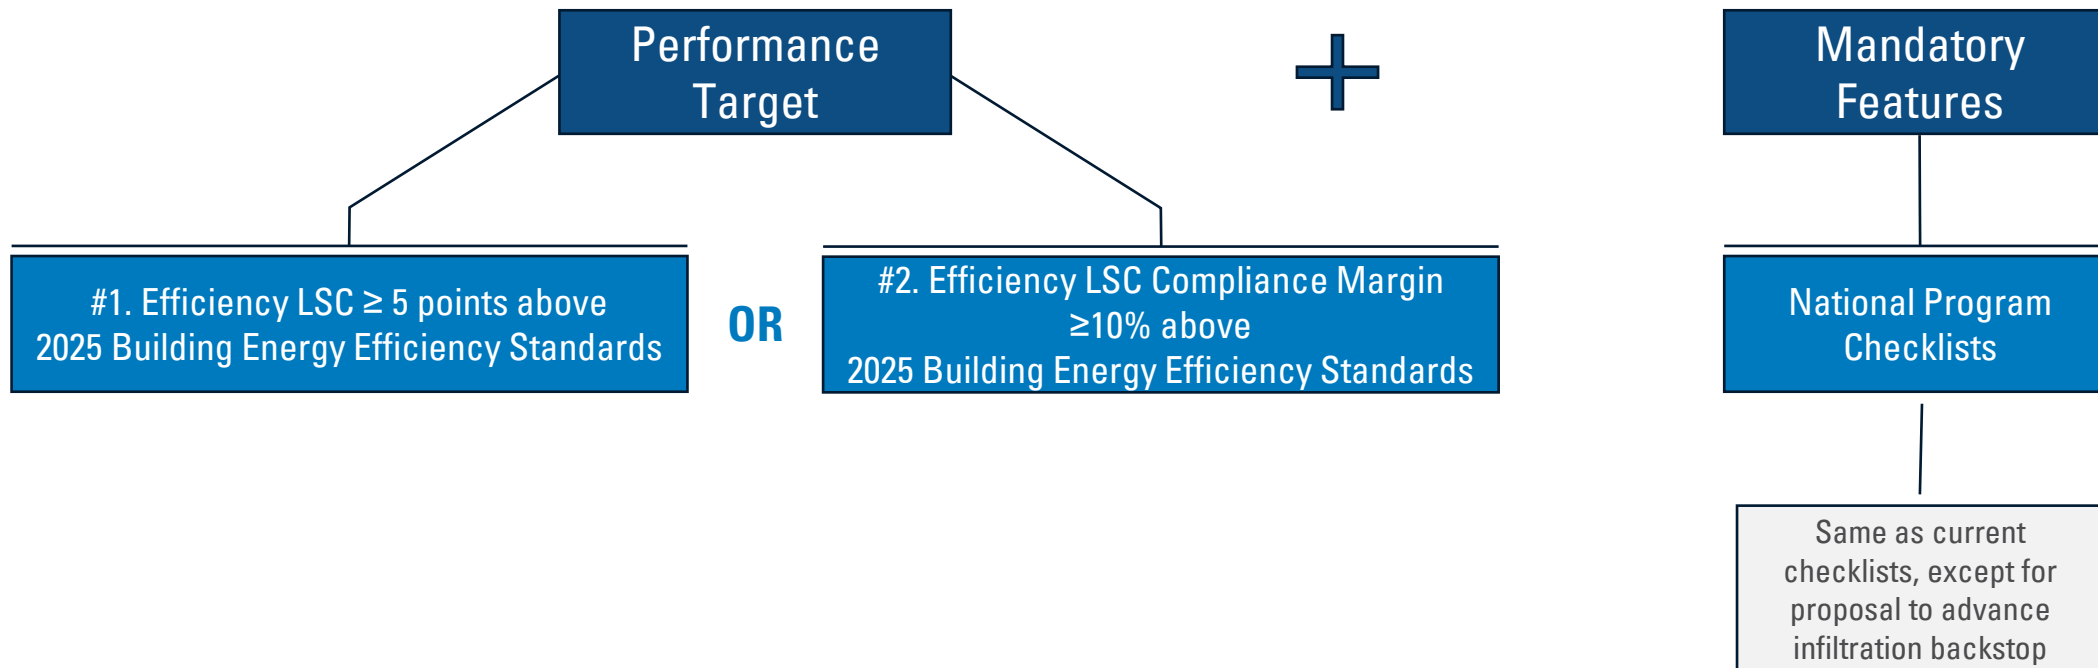 Performance
Target
Mandatory
Features
#1. Efficiency LSC ≥ 5 points above
2025 Building Energy Efficiency Standards
OR
#2. Efficiency LSC Compliance Margin
≥10% above
2025 Building Energy Efficiency Standards
National Program
Checklists
Same as current
checklists, except for
proposal to advance
infiltration backstop